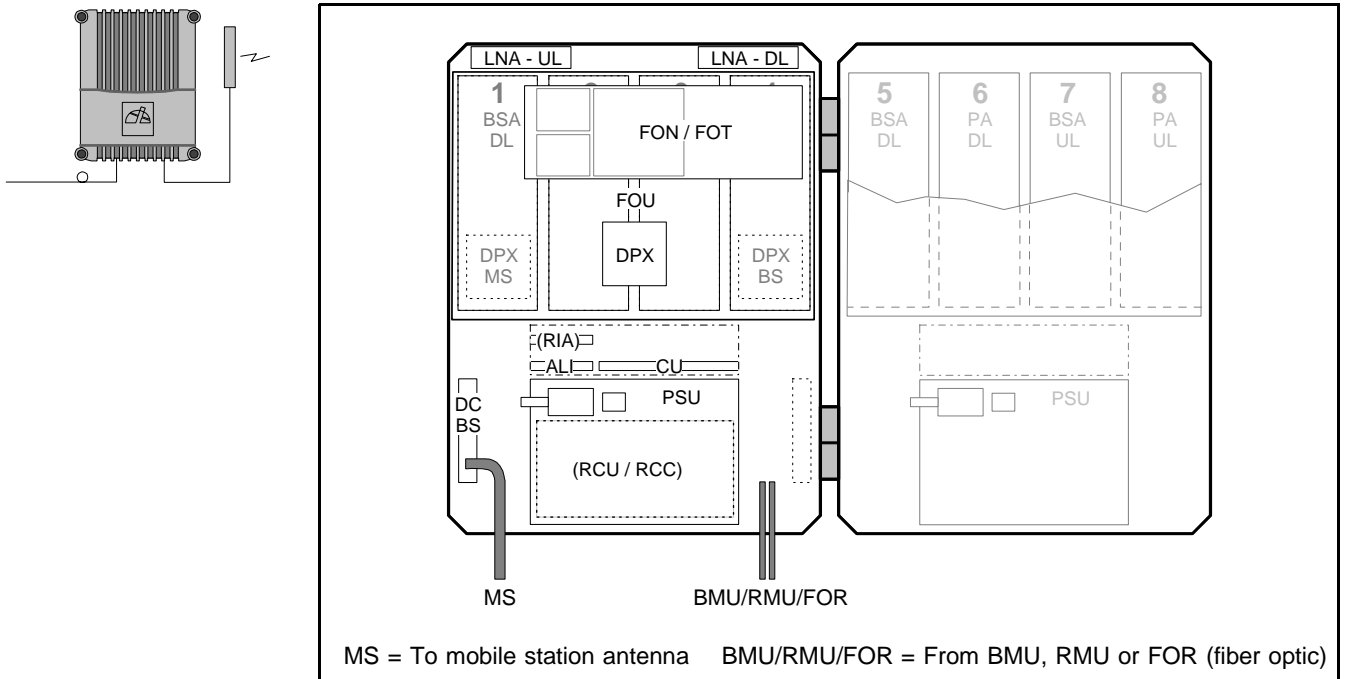 LNA - UL
LNA - DL
1
BSA
DL
FON / FOT
FOU
DPX
MS
DPX
DPX
BS
(RIA)
ALI
CU
DC
BS
PSU
(RCU / RCC)
5
BSA
DL
6
PA
DL
7
BSA
UL
8
PA
UL
PSU
MS
BMU/RMU/FOR
MS = To mobile station antenna BMU/RMU/FOR = From BMU, RMU or FOR (fiber optic)